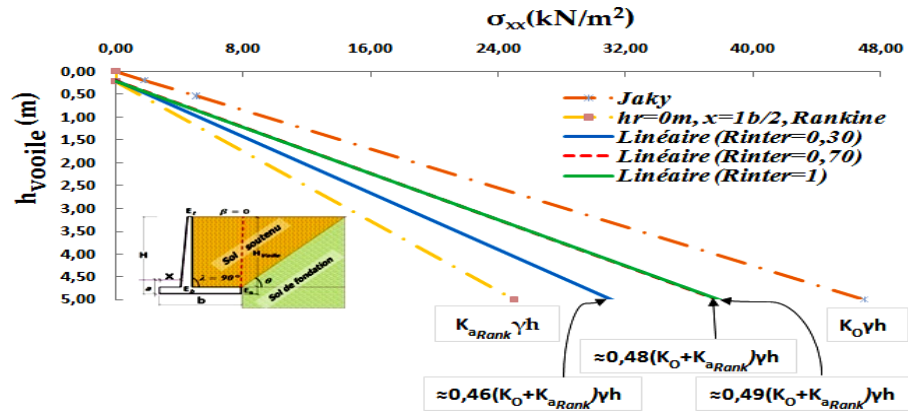 σxx(kN/m²)
0,00 8,00 16,00 24,00 32,00 40,00 48,00
hvoile (m)
0,00
0,50
1,00
1,50
2,00
2,50
3,00
3,50
4,00
4,50
5,00
Jaky
hr=0m, x=1b/2, Rankine
Linéaire (Rinter=0,30)
Linéaire (Rinter=0,70)
Linéaire (Rinter=1)
β = 0
Sol soutenu
H
HVoile
λ = 90°
X
b
Sol de fondation
KaRankγh
KOγh
≈0,48(KO+KaRank)γh
≈0,46(KO+KaRank)γh
≈0,49(KO+KaRank)γh